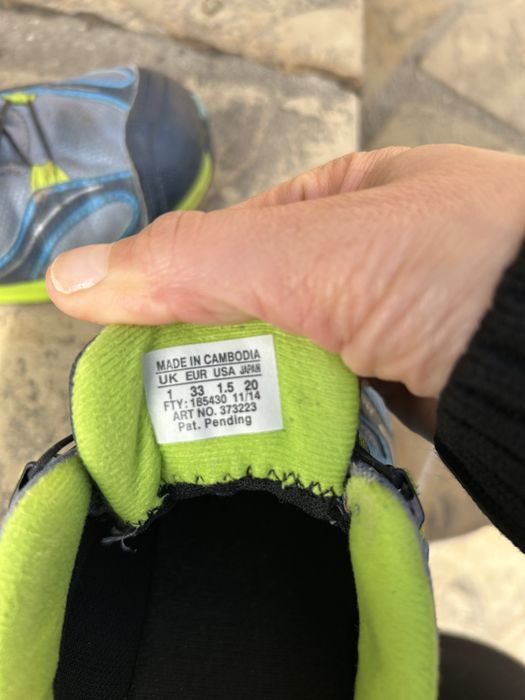 MADE IN CAMBODIA
UK EUR USA JAPAN
1 33 1.5 20
FTY: 185430 11/14
ART NO. 373223
Pat. Pending